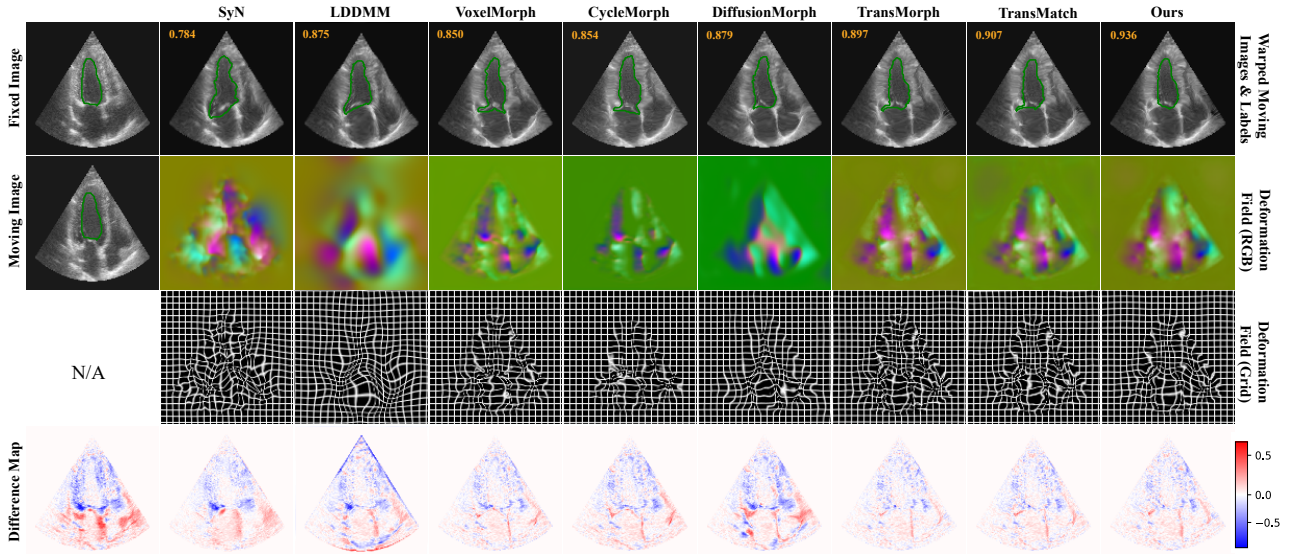 SyN LDDMM VoxelMorph CycleMorph DiffusionMorph TransMorph TransMatch Ours
Fixed Image
0.784 0.875 0.850 0.854 0.879 0.897 0.907 0.936
Warped Moving
Images & Labels
Moving Image
Deformation
Field (RGB)
N/A
Deformation
Field (Grid)
Difference Map
0.5
0.0
−0.5